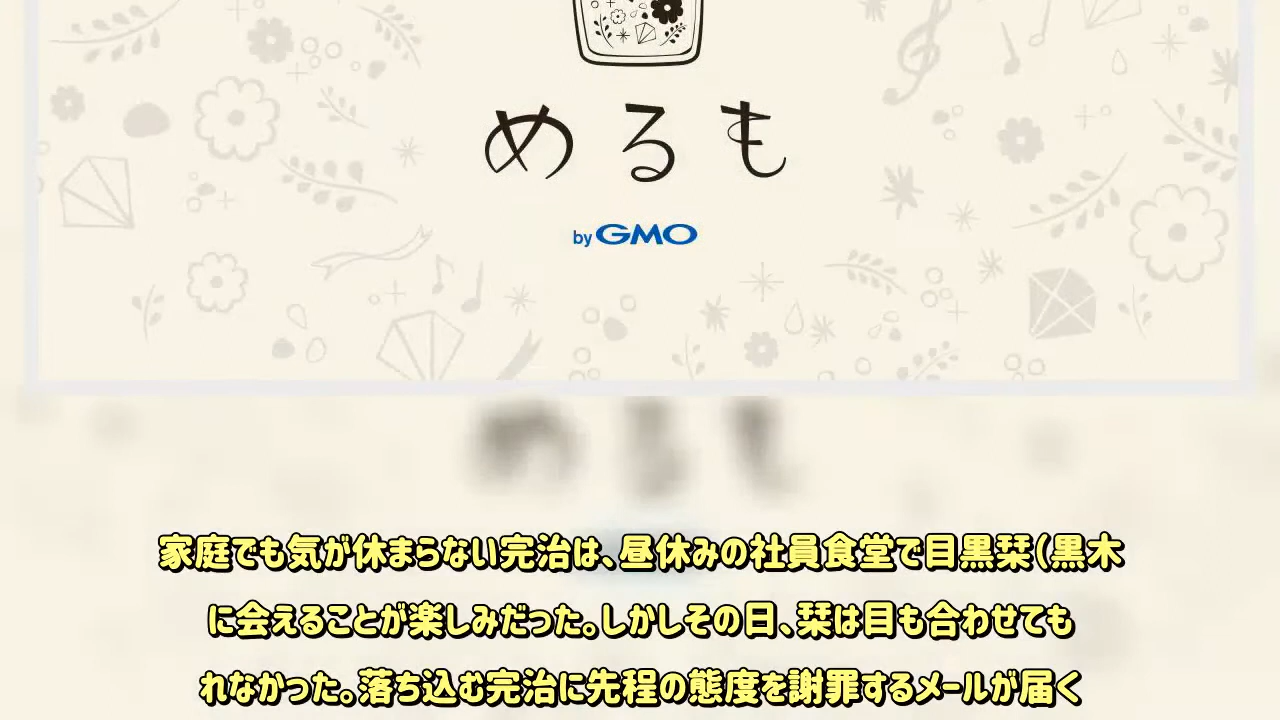 めるも
by GMO
家庭でも気が休まらない完治は、昼休みの社員食堂で目黒栞(黒木
に会えることが楽しみだった。しかしその日、栞は目も合わせても
れなかった。落ち込む完治に先程の態度を謝罪するメールが届く